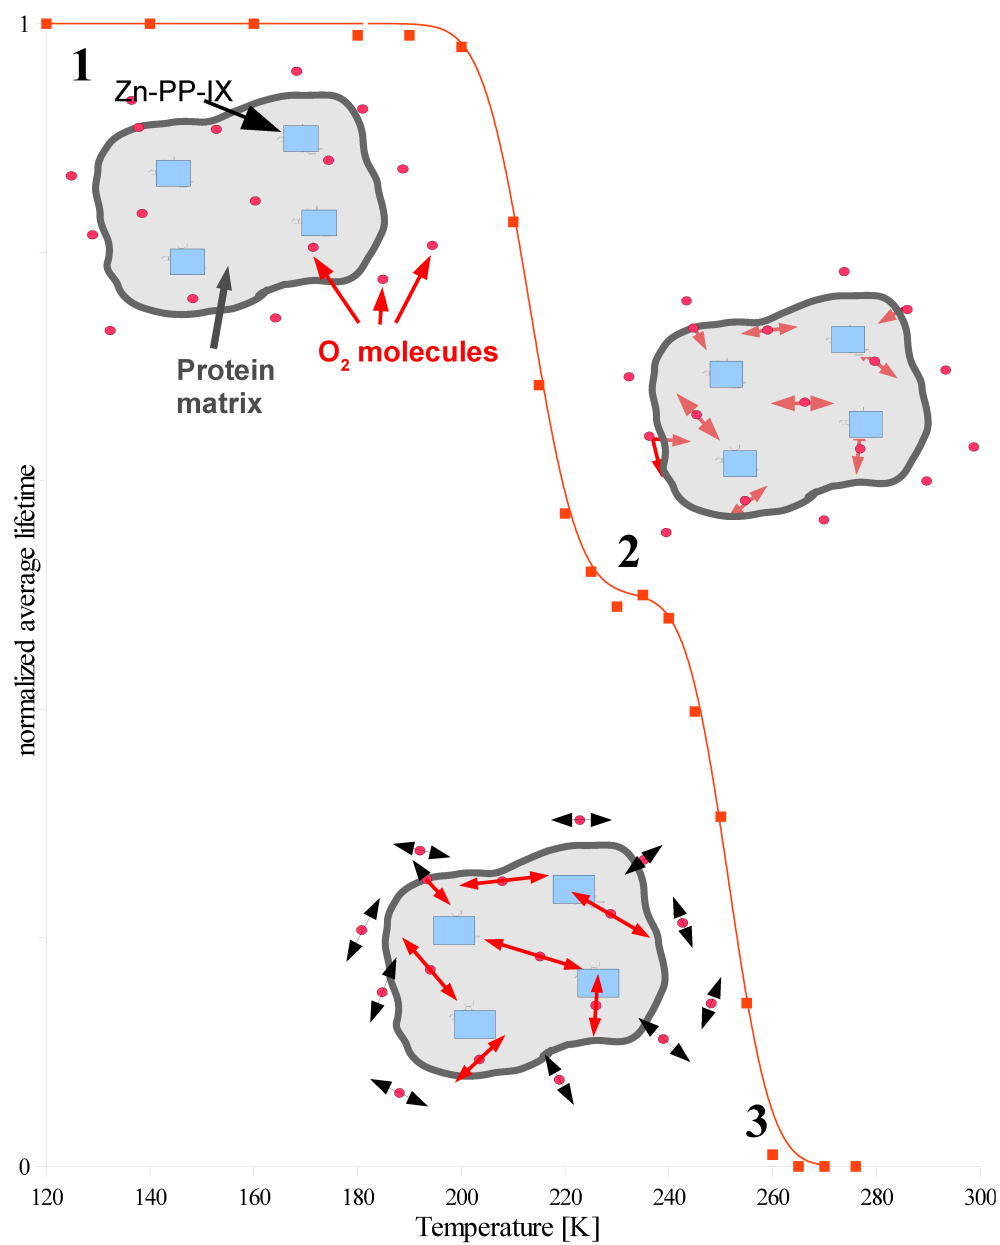 1
1
Zn-PP-IX
O2 molecules
Protein
matrix
2
3
normalized average lifetime
0
120 140 160 180 200 220 240 260 280 300
Temperature [K]